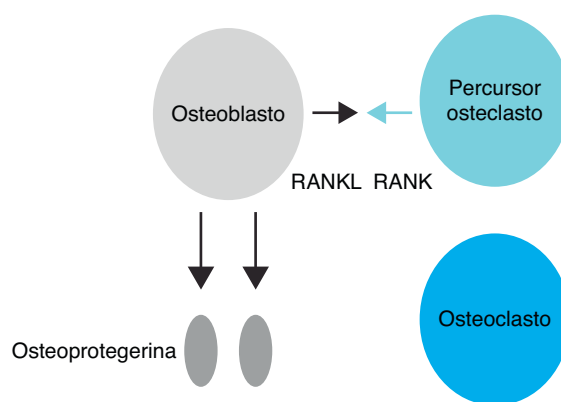 Osteoblasto
Percursor
osteclasto
RANKL RANK
Osteoclasto
Osteoprotegerina